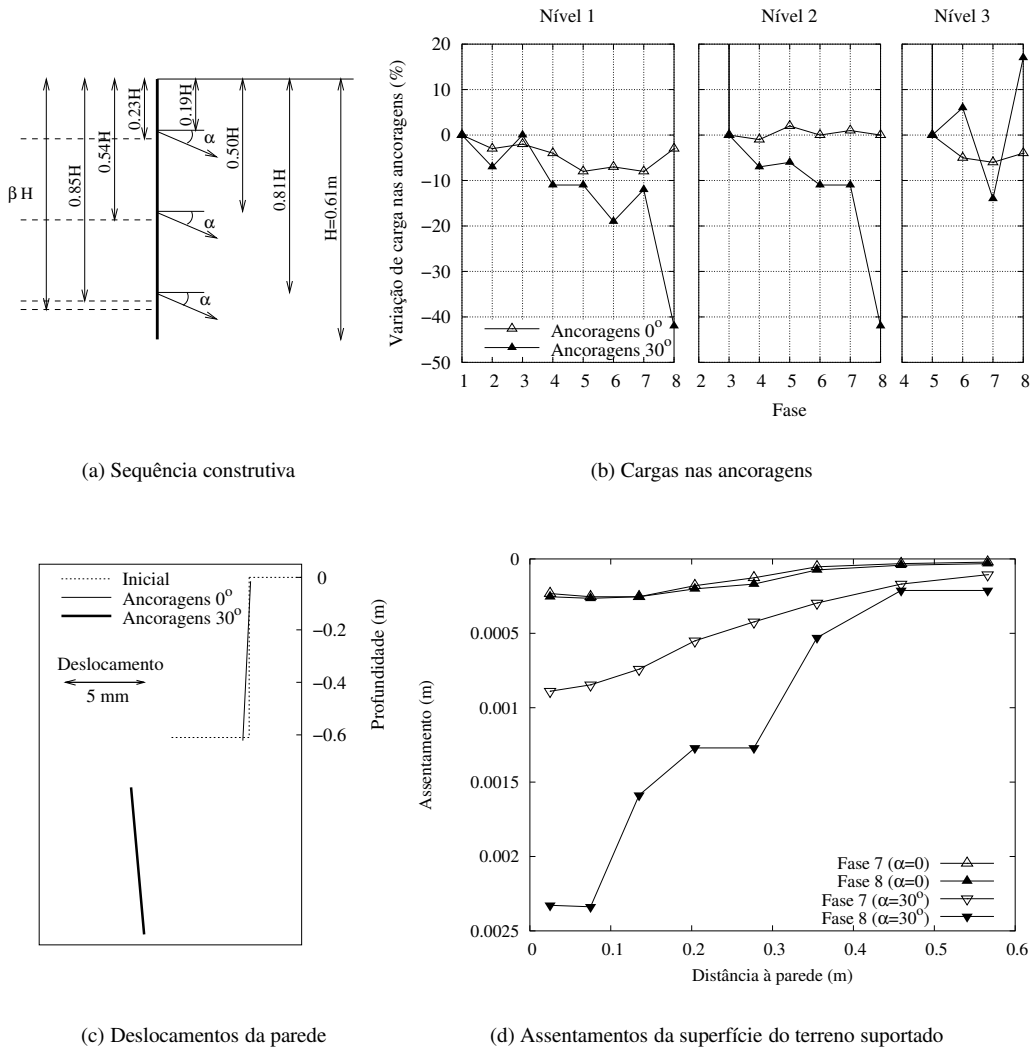 Nível 1
Nível 2
Nível 3
β H
0.85H
0.54H
0.23H
0.19H
0.50H
0.81H
H=0.61m
α
α
α
Variação de carga nas ancoragens (%)
20
10
0
−10
−20
−30
−40
−50
Ancoragens 0°
Ancoragens 30°
1 2 3 4 5 6 7 8
2 3 4 5 6 7 8
4 5 6 7 8
Fase
(a) Sequência construtiva
(b) Cargas nas ancoragens
Inicial
Ancoragens 0°
Ancoragens 30°
Deslocamento
5 mm
0
−0.2
−0.4
−0.6
Profundidade (m)
Assentamento (m)
0
0.0005
0.001
0.0015
0.002
0.0025
Fase 7 (α=0)
Fase 8 (α=0)
Fase 7 (α=30°)
Fase 8 (α=30°)
0 0.1 0.2 0.3 0.4 0.5 0.6
Distância à parede (m)
(c) Deslocamentos da parede
(d) Assentamentos da superfície do terreno suportado